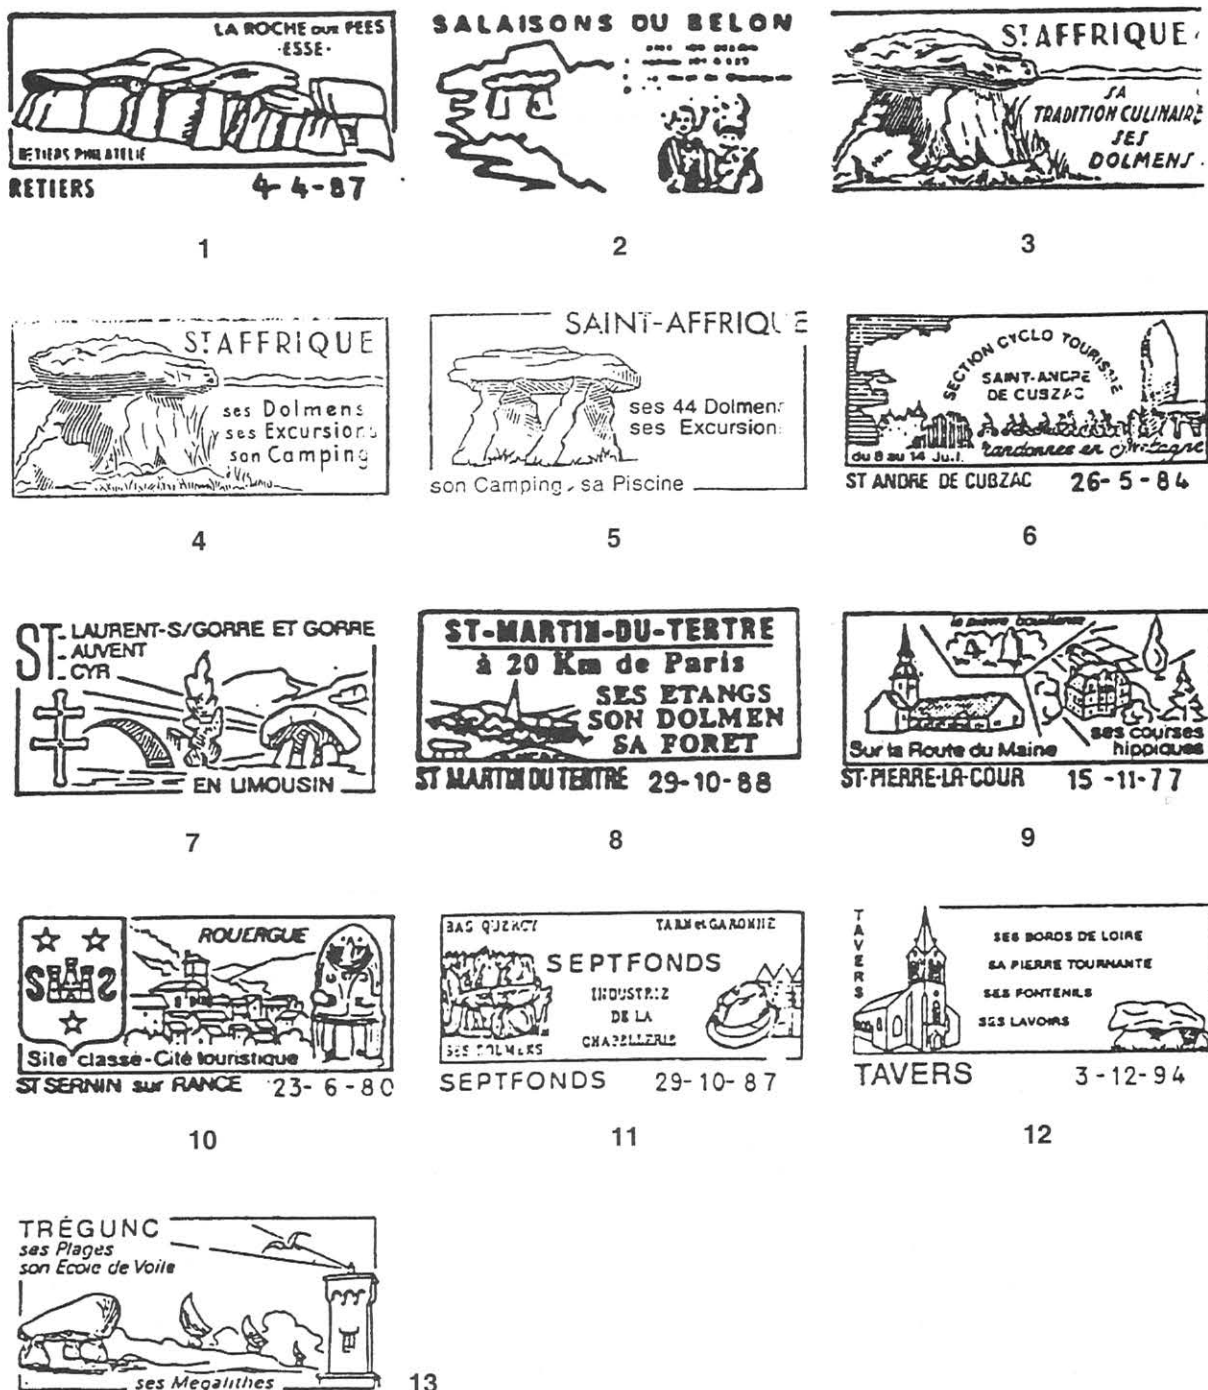 LA ROCHE aux FEES
·ESSE·
RETIERS PHILATELIE
RETIERS 4-4-87
1
SALAISONS DU BELON
2
ST AFFRIQUE
SA
TRADITION CULINAIRE
SES
DOLMENS
3
ST AFFRIQUE
ses Dolmens
ses Excursions
son Camping
4
SAINT-AFFRIQUE
ses 44 Dolmens
ses Excursions
son Camping, sa Piscine
5
SECTION CYCLO TOURISME
SAINT-ANDRE
DE CUBZAC
du 8 au 14 Juil.
randonnée en Bretagne
ST ANDRE DE CUBZAC 26-5-84
6
ST- LAURENT-S/GORRE ET GORRE
AUVENT
CYR
EN LIMOUSIN
7
ST-MARTIN-DU-TERTRE
à 20 Km de Paris
SES ETANGS
SON DOLMEN
SA FORET
ST MARTIN DU TERTRE 29-10-88
8
la pierre
Sur la Route du Maine
ses courses
hippiques
ST-PIERRE-LA-COUR 15-11-77
9
ROUERGUE
S S
Site classé-Cité touristique
ST SERNIN sur RANCE 23-6-80
10
BAS QUERCY TARN et GARONNE
SEPTFONDS
INDUSTRIE
DE LA
CHAPELLERIE
SES DOLMENS
SEPTFONDS 29-10-87
11
TAVERS
SES BORDS DE LOIRE
SA PIERRE TOURNANTE
SES FONTENILS
SES LAVOIRS
TAVERS 3-12-94
12
TRÉGUNC
ses Plages
son Ecole de Voile
ses Megalithes
13